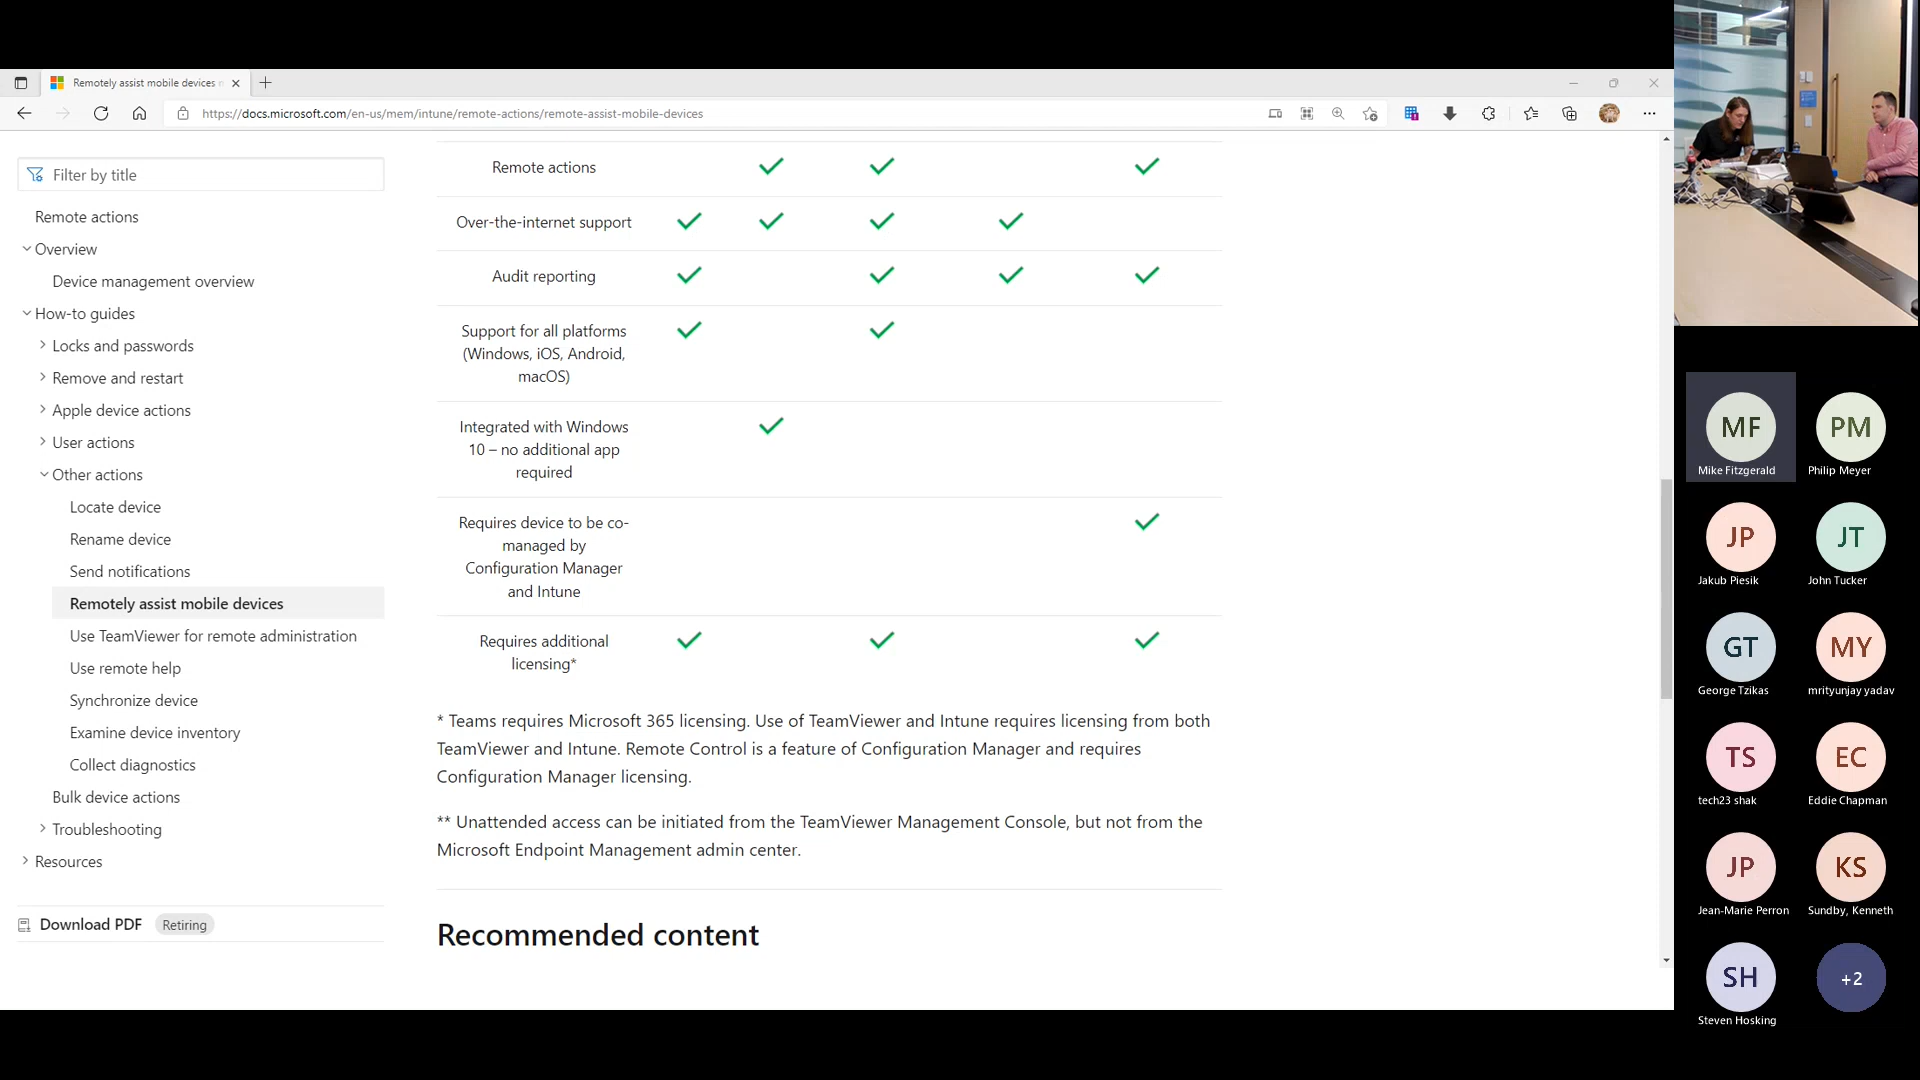 Remotely assist mobile devices
https://docs.microsoft.com/en-us/mem/intune/remote-actions/remote-assist-mobile-devices
Filter by title
Remote actions
Overview
Device management overview
How-to guides
Locks and passwords
Remove and restart
Apple device actions
User actions
Other actions
Locate device
Rename device
Send notifications
Remotely assist mobile devices
Use TeamViewer for remote administration
Use remote help
Synchronize device
Examine device inventory
Collect diagnostics
Bulk device actions
Troubleshooting
Resources
Download PDF Retiring
Remote actions
Over-the-internet support
Audit reporting
Support for all platforms
(Windows, iOS, Android,
macOS)
Integrated with Windows
10 – no additional app
required
Requires device to be co-
managed by
Configuration Manager
and Intune
Requires additional
licensing*
* Teams requires Microsoft 365 licensing. Use of TeamViewer and Intune requires licensing from both
TeamViewer and Intune. Remote Control is a feature of Configuration Manager and requires
Configuration Manager licensing.
** Unattended access can be initiated from the TeamViewer Management Console, but not from the
Microsoft Endpoint Management admin center.
Recommended content
MF PM
Mike Fitzgerald Philip Meyer
JP JT
Jakub Piesik John Tucker
GT MY
George Tzikas mrityunjay yadav
TS EC
tech23 shak Eddie Chapman
JP KS
Jean-Marie Perron Sundby, Kenneth
SH +2
Steven Hosking